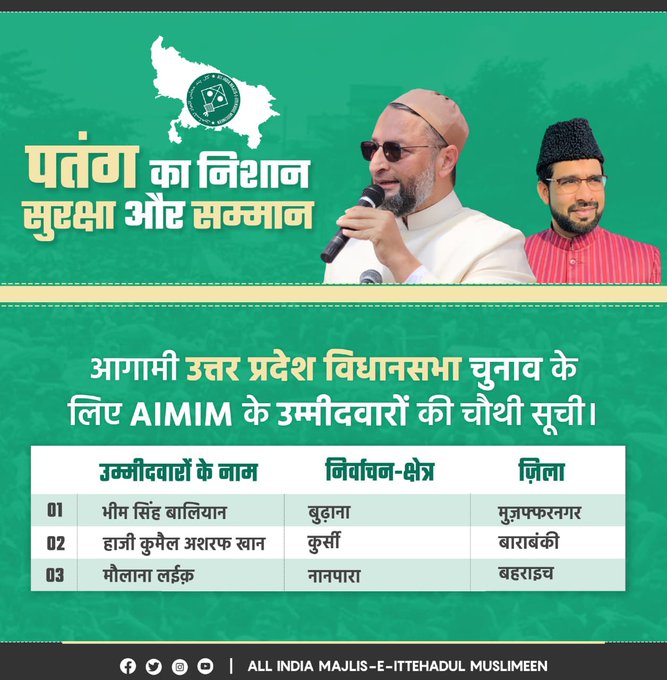 पतंग का निशान
सुरक्षा और सम्मान
आगामी उत्तर प्रदेश विधानसभा चुनाव के
लिए AIMIM के उम्मीदवारों की चौथी सूची।
उम्मीदवारों के नाम निर्वाचन-क्षेत्र ज़िला
01 भीम सिंह बालियान बुढ़ाना मुज़फ्फरनगर
02 हाजी कुमैल अशरफ खान कुर्सी बाराबंकी
03 मौलाना लईक़ नानपारा बहराइच
| ALL INDIA MAJLIS-E-ITTEHADUL MUSLIMEEN